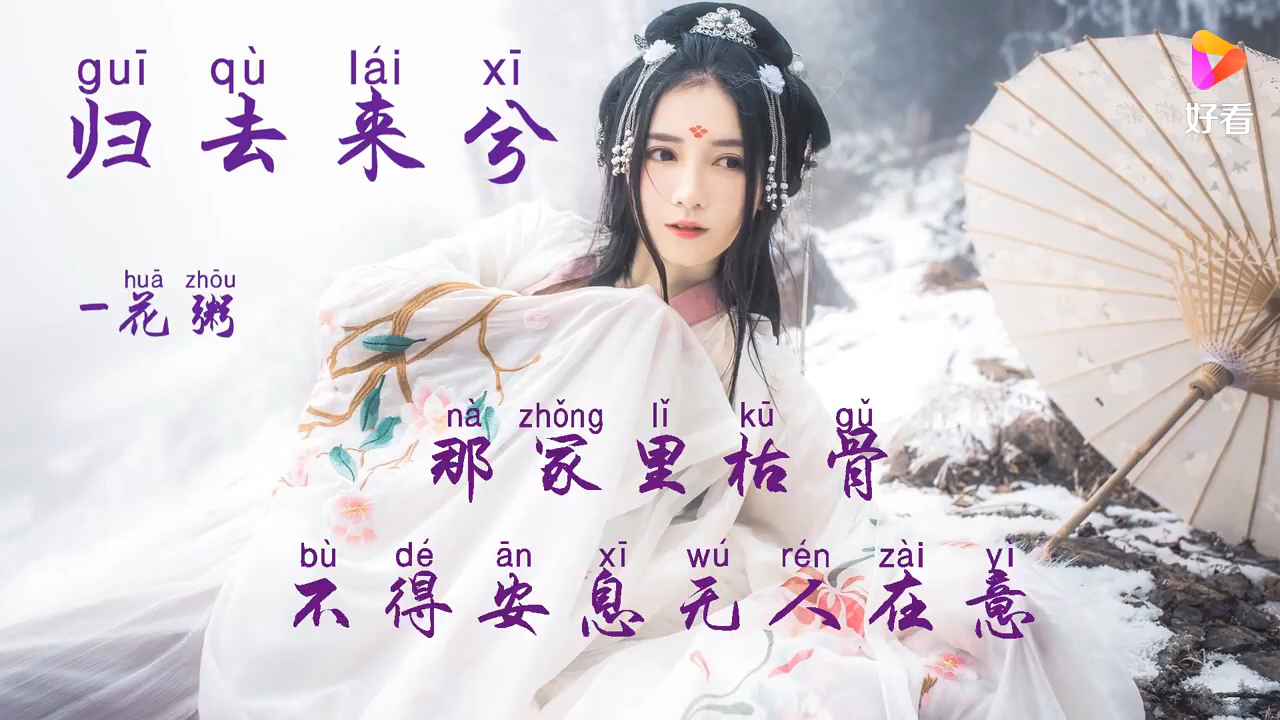 guī qù lái xī
归去来兮
好看
huā zhōu
一花粥
nà zhǒng lǐ kū gǔ
那冢里枯骨
bù dé ān xī wú rén zài yì
不得安息无人在意